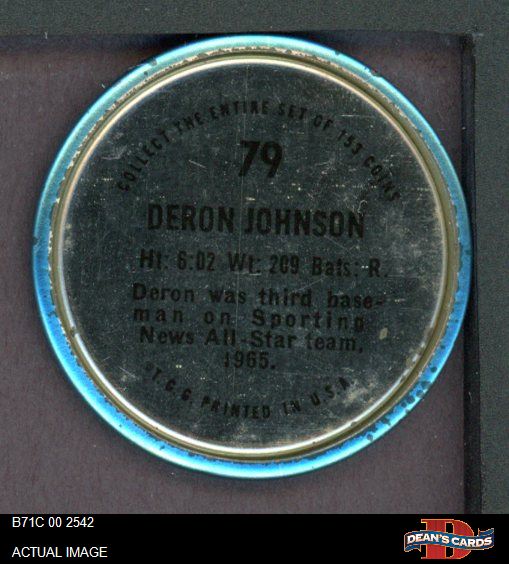 COLLECT THE ENTIRE SET OF 153 COINS
79
DERON JOHNSON
Ht: 6:02 Wt: 209 Bats: R.
Deron was third base-
man on Sporting
News All-Star team,
1965.
©T.C.G. PRINTED IN U.S.A.
B71C 00 2542
ACTUAL IMAGE
D
DEAN'S CARDS